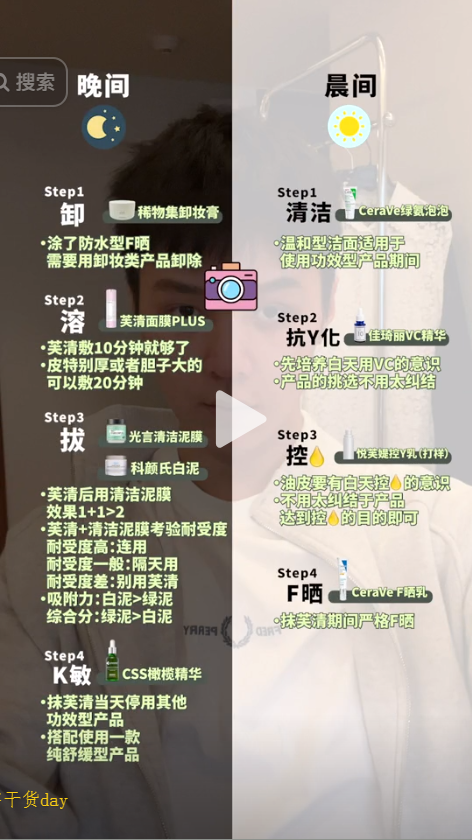 搜索
晚间
Step1
卸
稀物集卸妆膏
•涂了防水型F晒
需要用卸妆类产品卸除
Step2
溶
芙清面膜PLUS
•芙清敷10分钟就够了
•皮特别厚或者胆子大的
可以敷20分钟
Step3
拔
光言清洁泥膜
科颜氏白泥
•芙清后用清洁泥膜
效果1+1>2
•芙清+清洁泥膜考验耐受度
耐受度高:连用
耐受度一般:隔天用
耐受度差:别用芙清
•吸附力:白泥>绿泥
综合分:绿泥>白泥
Step4
K敏
CSS橄榄精华
•抹芙清当天停用其他
功效型产品
•搭配使用一款
纯舒缓型产品
晨间
Step1
清洁
CeraVe绿氨泡泡
•温和型洁面适用于
使用功效型产品期间
Step2
抗Y化
佳琦丽VC精华
•先培养白天用VC的意识
•产品的挑选不用太纠结
Step3
控
悦芙媞控Y乳(打样)
•油皮要有白天控的意识
•不用太纠结于产品
达到控的目的即可
Step4
F晒
CeraVe F晒乳
•抹芙清期间严格F晒
FRED PERRY
干货day